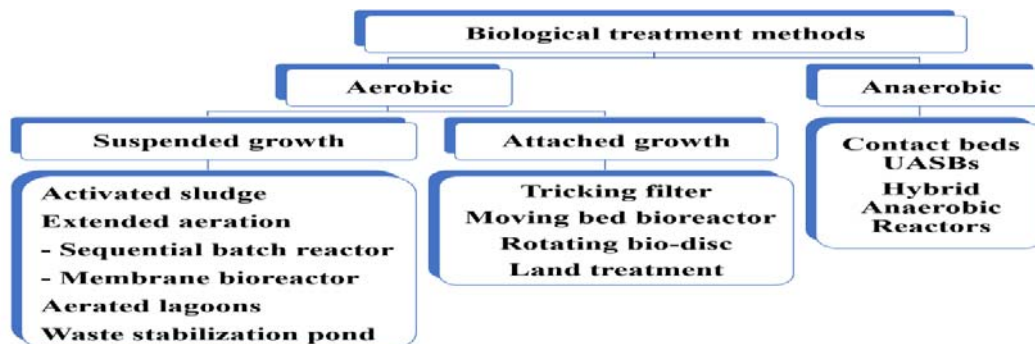 Biological treatment methods
Aerobic
Anaerobic
Suspended growth
Attached growth
Activated sludge
Extended aeration
- Sequential batch reactor
- Membrane bioreactor
Aerated lagoons
Waste stabilization pond
Tricking filter
Moving bed bioreactor
Rotating bio-disc
Land treatment
Contact beds
UASBs
Hybrid
Anaerobic
Reactors